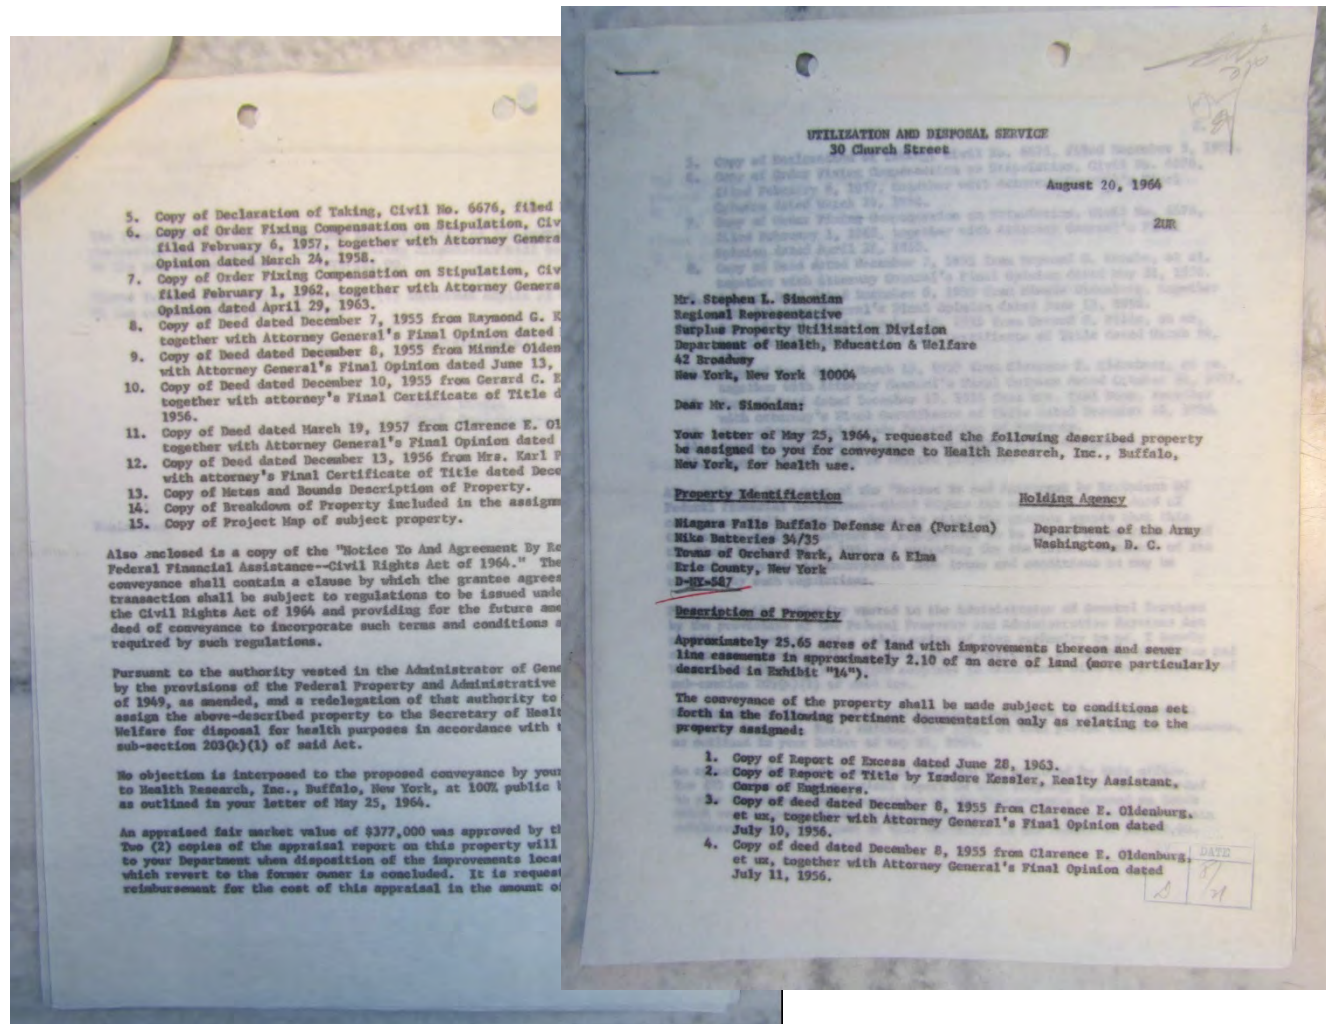 UTILIZATION AND DISPOSAL SERVICE
30 Church Street
August 20, 1964
2UR
Mr. Stephen L. Simonian
Regional Representative
Surplus Property Utilization Division
Department of Health, Education & Welfare
42 Broadway
New York, New York 10004
Dear Mr. Simonian:
Your letter of May 25, 1964, requested the following described property
be assigned to you for conveyance to Health Research, Inc., Buffalo,
New York, for health use.
Property Identification
Holding Agency
Niagara Falls Buffalo Defense Area (Portion)
Nike Batteries 34/35
Towns of Orchard Park, Aurora & Elma
Erie County, New York
D-NY-587
Department of the Army
Washington, D. C.
Description of Property
Approximately 25.65 acres of land with improvements thereon and sewer
line easements in approximately 2.10 of an acre of land (more particularly
described in Exhibit "14").
The conveyance of the property shall be made subject to conditions set
forth in the following pertinent documentation only as relating to the
property assigned:
1. Copy of Report of Excess dated June 28, 1963.
2. Copy of Report of Title by Isadore Kessler, Realty Assistant,
Corps of Engineers.
3. Copy of deed dated December 8, 1955 from Clarence E. Oldenburg,
et ux, together with Attorney General's Final Opinion dated
July 10, 1956.
4. Copy of deed dated December 8, 1955 from Clarence E. Oldenburg,
et ux, together with Attorney General's Final Opinion dated
July 11, 1956.
DATE
8/21
5. Copy of Declaration of Taking, Civil No. 6676, filed
6. Copy of Order Fixing Compensation on Stipulation, Civ
filed February 6, 1957, together with Attorney Genera
Opinion dated March 24, 1958.
7. Copy of Order Fixing Compensation on Stipulation, Civ
filed February 1, 1962, together with Attorney Genera
Opinion dated April 29, 1963.
8. Copy of Deed dated December 7, 1955 from Raymond G. K
together with Attorney General's Final Opinion dated
9. Copy of Deed dated December 8, 1955 from Minnie Olden
with Attorney General's Final Opinion dated June 13,
10. Copy of Deed dated December 10, 1955 from Gerard C. E
together with attorney's Final Certificate of Title d
1956.
11. Copy of Deed dated March 19, 1957 from Clarence E. Ol
together with Attorney General's Final Opinion dated
12. Copy of Deed dated December 13, 1956 from Mrs. Karl F
with attorney's Final Certificate of Title dated Dece
13. Copy of Metes and Bounds Description of Property.
14. Copy of Breakdown of Property included in the assignm
15. Copy of Project Map of subject property.
Also enclosed is a copy of the "Notice To And Agreement By Re
Federal Financial Assistance--Civil Rights Act of 1964." The
conveyance shall contain a clause by which the grantee agrees
transaction shall be subject to regulations to be issued unde
the Civil Rights Act of 1964 and providing for the future ame
deed of conveyance to incorporate such terms and conditions a
required by such regulations.
Pursuant to the authority vested in the Administrator of Gene
by the provisions of the Federal Property and Administrative
of 1949, as amended, and a redelegation of that authority to
assign the above-described property to the Secretary of Healt
Welfare for disposal for health purposes in accordance with t
sub-section 203(k)(1) of said Act.
No objection is interposed to the proposed conveyance by your
to Health Research, Inc., Buffalo, New York, at 100% public b
as outlined in your letter of May 25, 1964.
An appraised fair market value of $377,000 was approved by th
Two (2) copies of the appraisal report on this property will
to your Department when disposition of the improvements locat
which revert to the former owner is concluded. It is request
reimbursement for the cost of this appraisal in the amount of